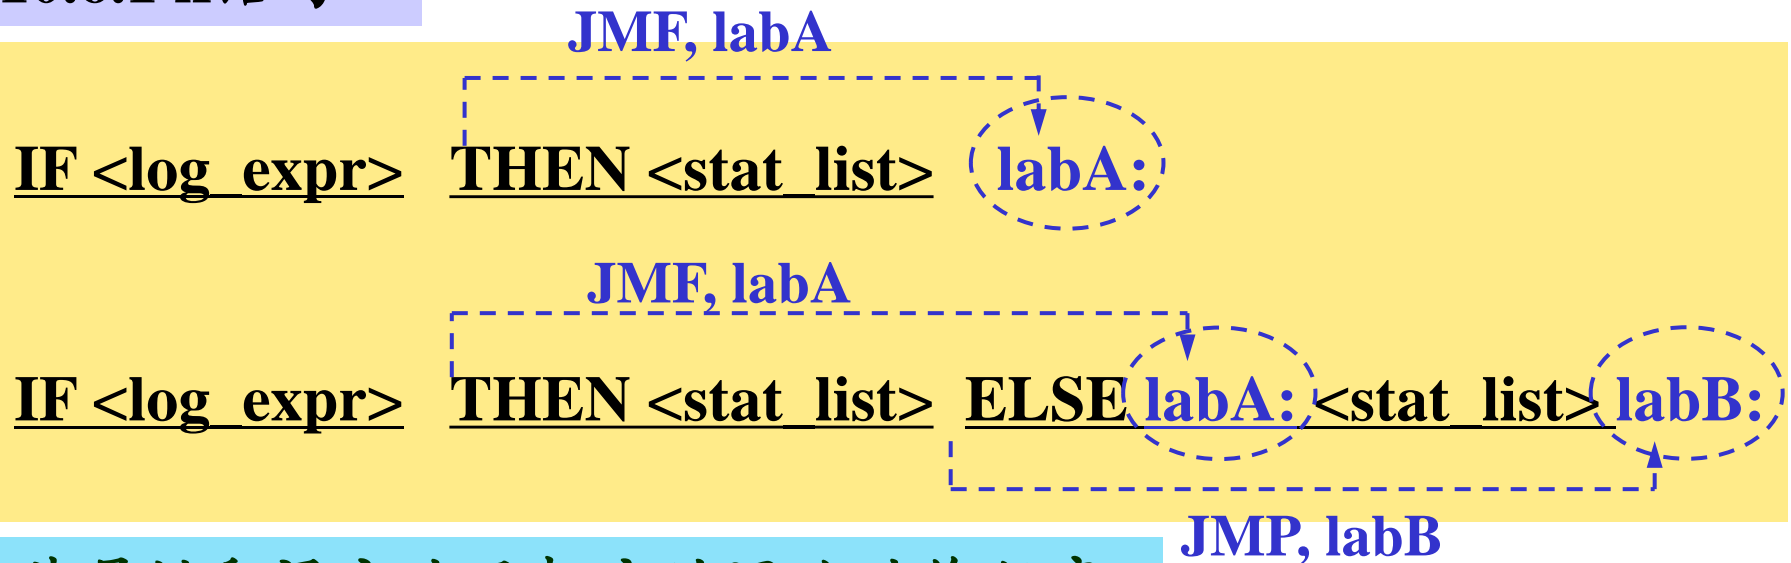 JMF, labA
IF <log_expr> THEN <stat_list> labA:
JMF, labA
IF <log_expr> THEN <stat_list> ELSE labA: <stat_list> labB:
JMP, labB